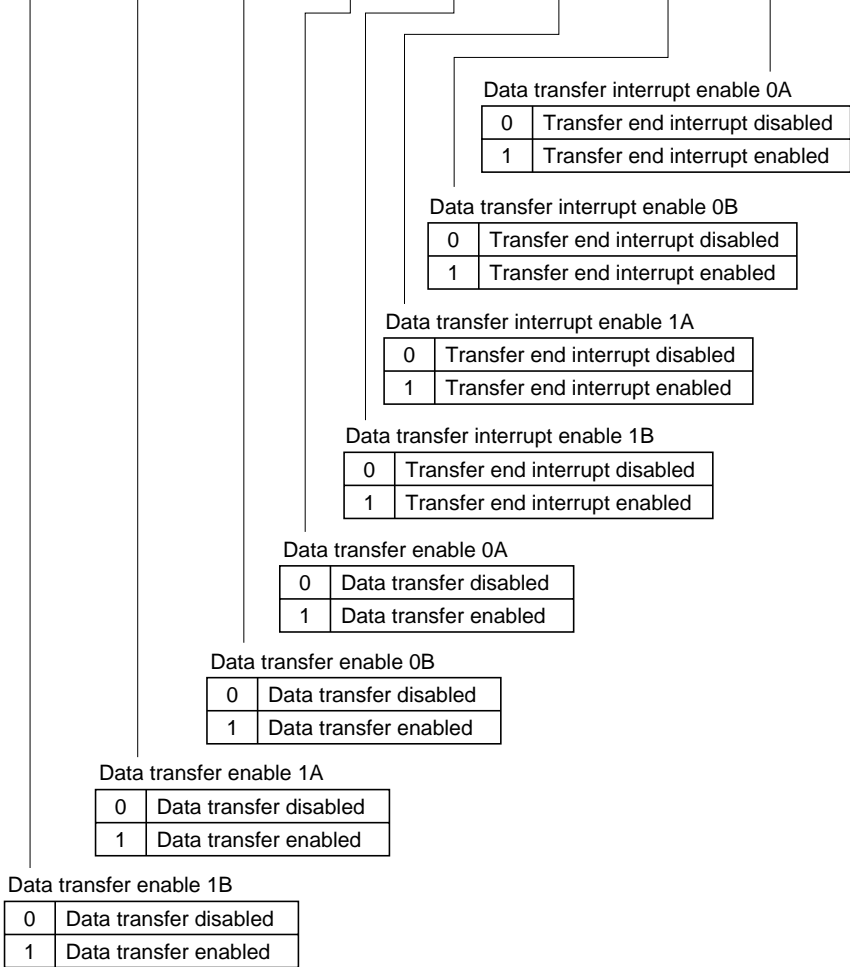 Data transfer interrupt enable 0A
0 Transfer end interrupt disabled
1 Transfer end interrupt enabled
Data transfer interrupt enable 0B
0 Transfer end interrupt disabled
1 Transfer end interrupt enabled
Data transfer interrupt enable 1A
0 Transfer end interrupt disabled
1 Transfer end interrupt enabled
Data transfer interrupt enable 1B
0 Transfer end interrupt disabled
1 Transfer end interrupt enabled
Data transfer enable 0A
0 Data transfer disabled
1 Data transfer enabled
Data transfer enable 0B
0 Data transfer disabled
1 Data transfer enabled
Data transfer enable 1A
0 Data transfer disabled
1 Data transfer enabled
Data transfer enable 1B
0 Data transfer disabled
1 Data transfer enabled